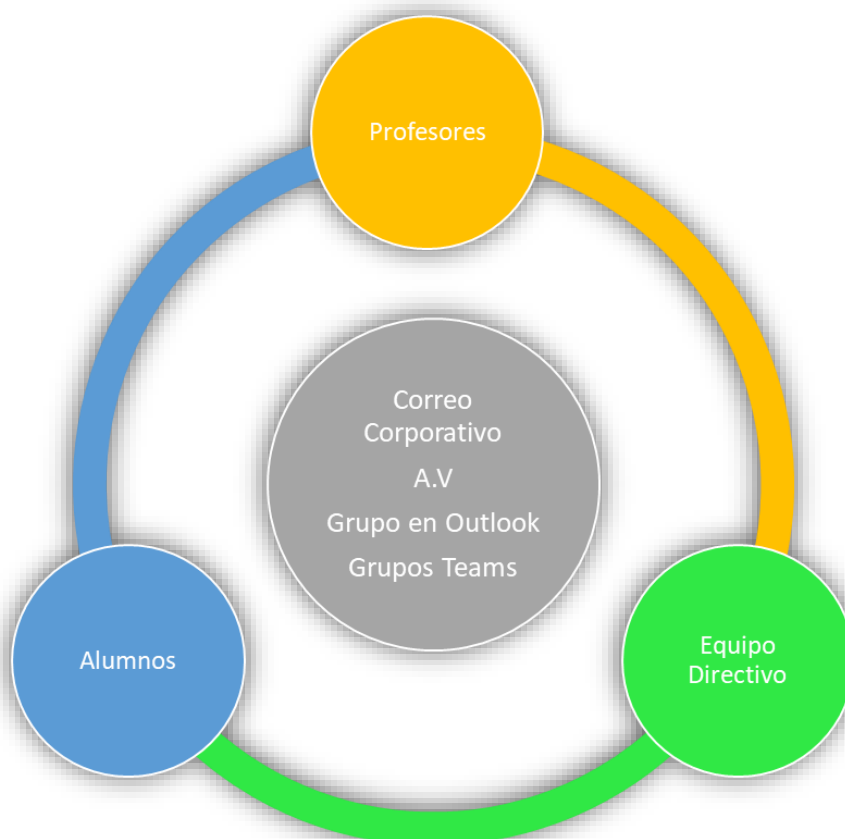 Profesores
Correo
Corporativo
A.V
Grupo en Outlook
Grupos Teams
Alumnos
Equipo
Directivo